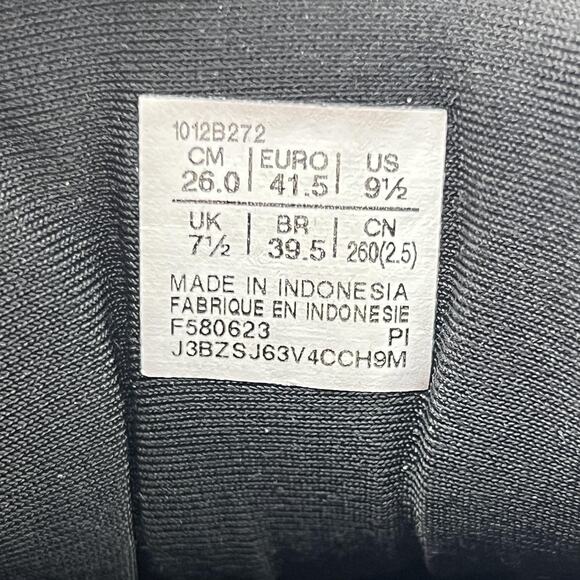 1012B272
CM EURO US
26.0 41.5 9½
UK BR CN
7½ 39.5 260(2.5)
MADE IN INDONESIA
FABRIQUE EN INDONESIE
F580623 PI
J3BZSJ63V4CCH9M